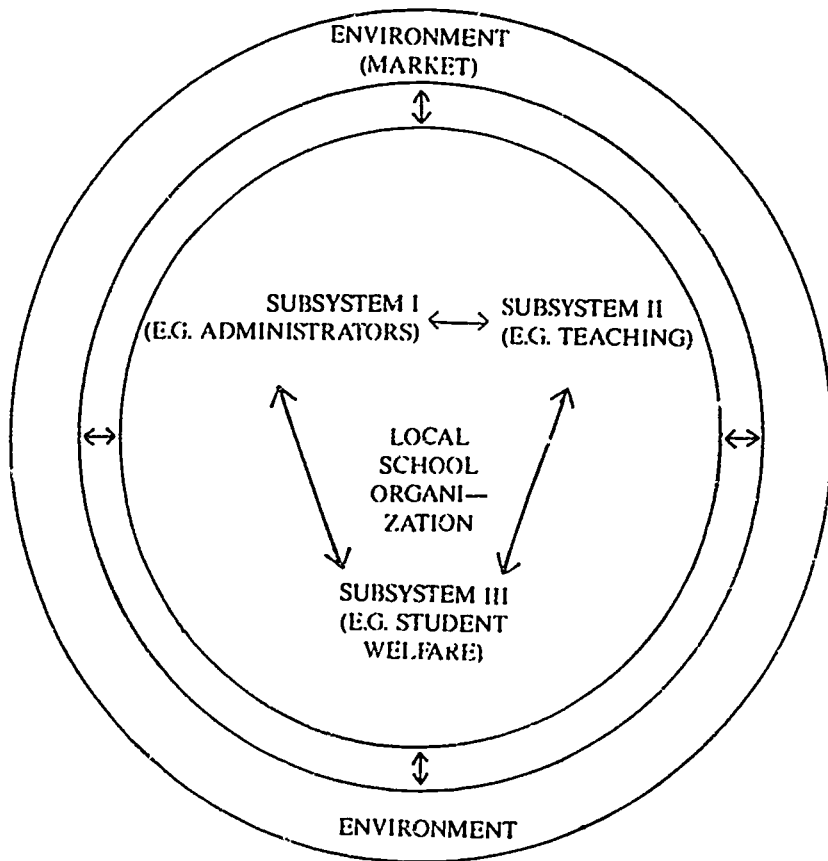 ENVIRONMENT
(MARKET)
SUBSYSTEM I
(E.G. ADMINISTRATORS)
SUBSYSTEM II
(E.G. TEACHING)
LOCAL
SCHOOL
ORGANI—
ZATION
SUBSYSTEM III
(E.G. STUDENT
WELFARE)
ENVIRONMENT